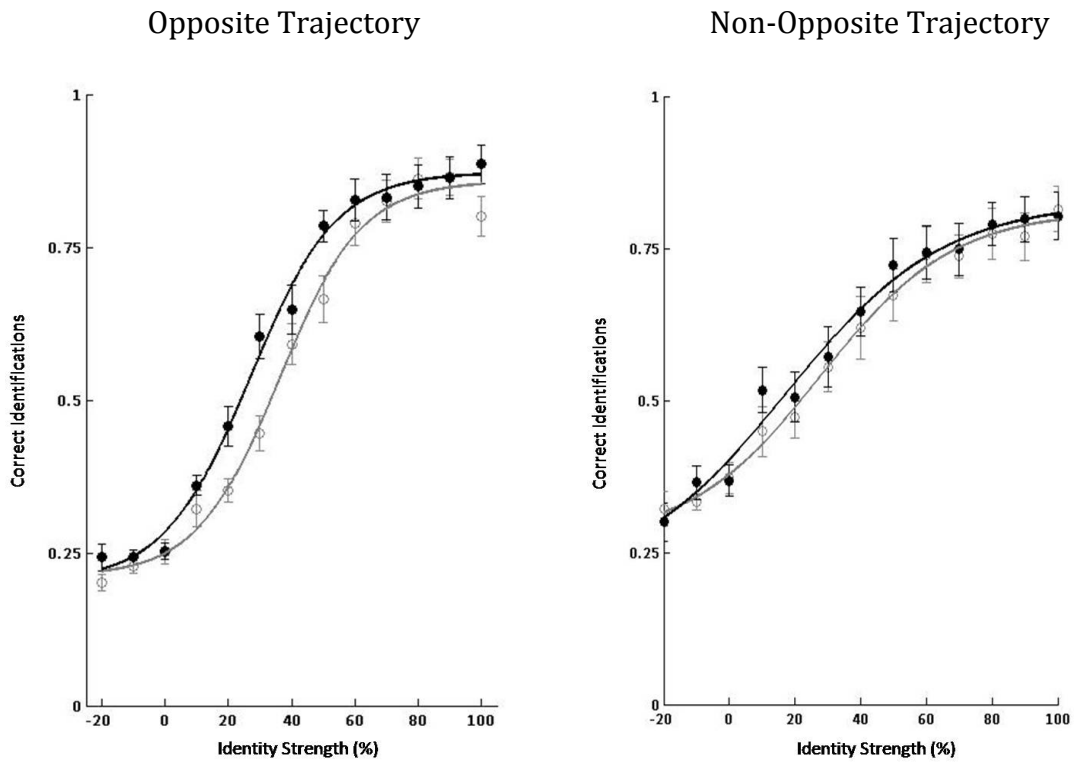 Opposite Trajectory
Non-Opposite Trajectory
1
0.75
0.5
0.25
0
Correct Identifications
-20 0 20 40 60 80 100
Identity Strength (%)
1
0.75
0.5
0.25
0
Correct Identifications
-20 0 20 40 60 80 100
Identity Strength (%)